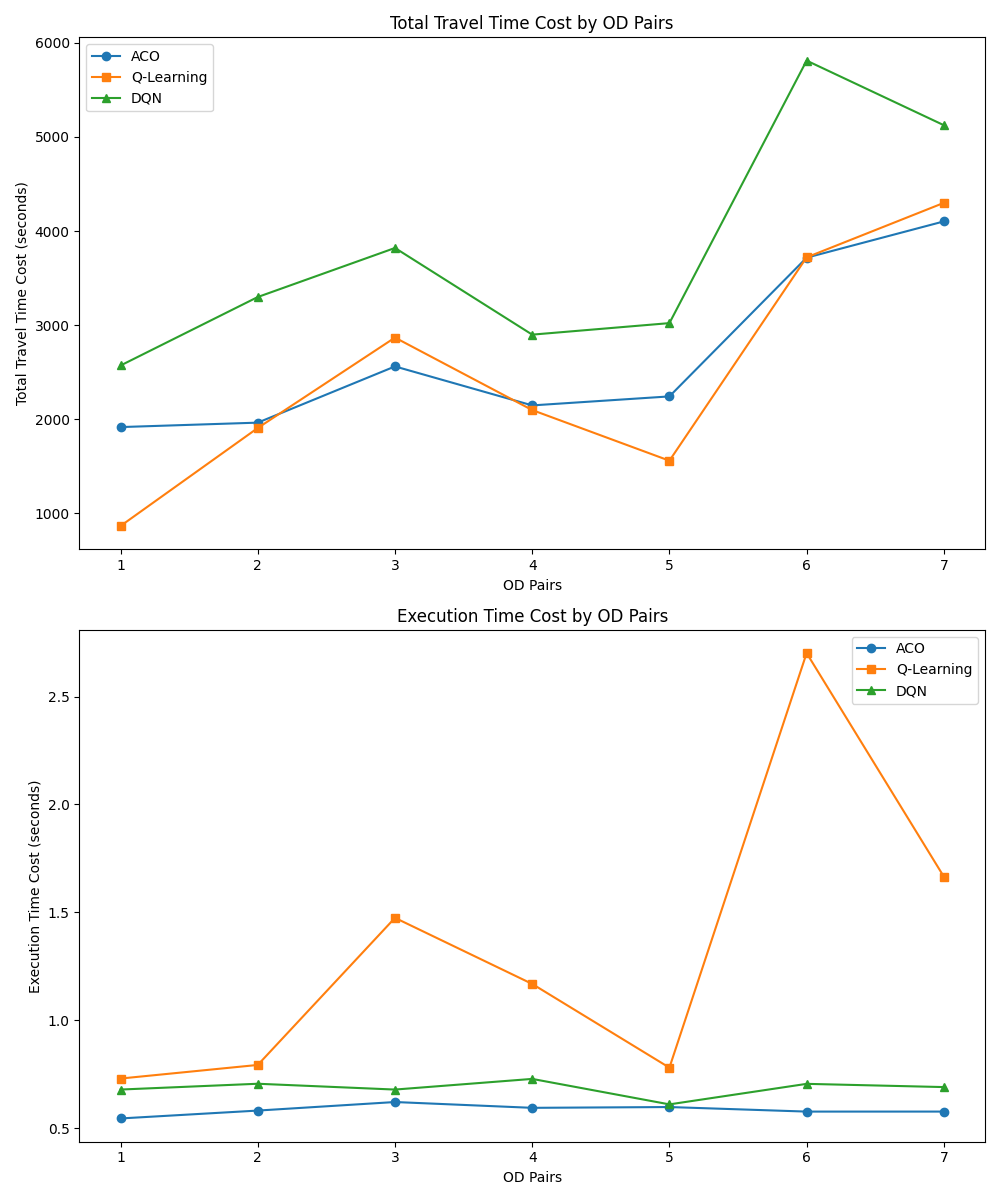 Total Travel Time Cost by OD Pairs
ACO
Q-Learning
DQN
Total Travel Time Cost (seconds)
6000
5000
4000
3000
2000
1000
1 2 3 4 5 6 7
OD Pairs
Execution Time Cost by OD Pairs
ACO
Q-Learning
DQN
Execution Time Cost (seconds)
2.5
2.0
1.5
1.0
0.5
1 2 3 4 5 6 7
OD Pairs